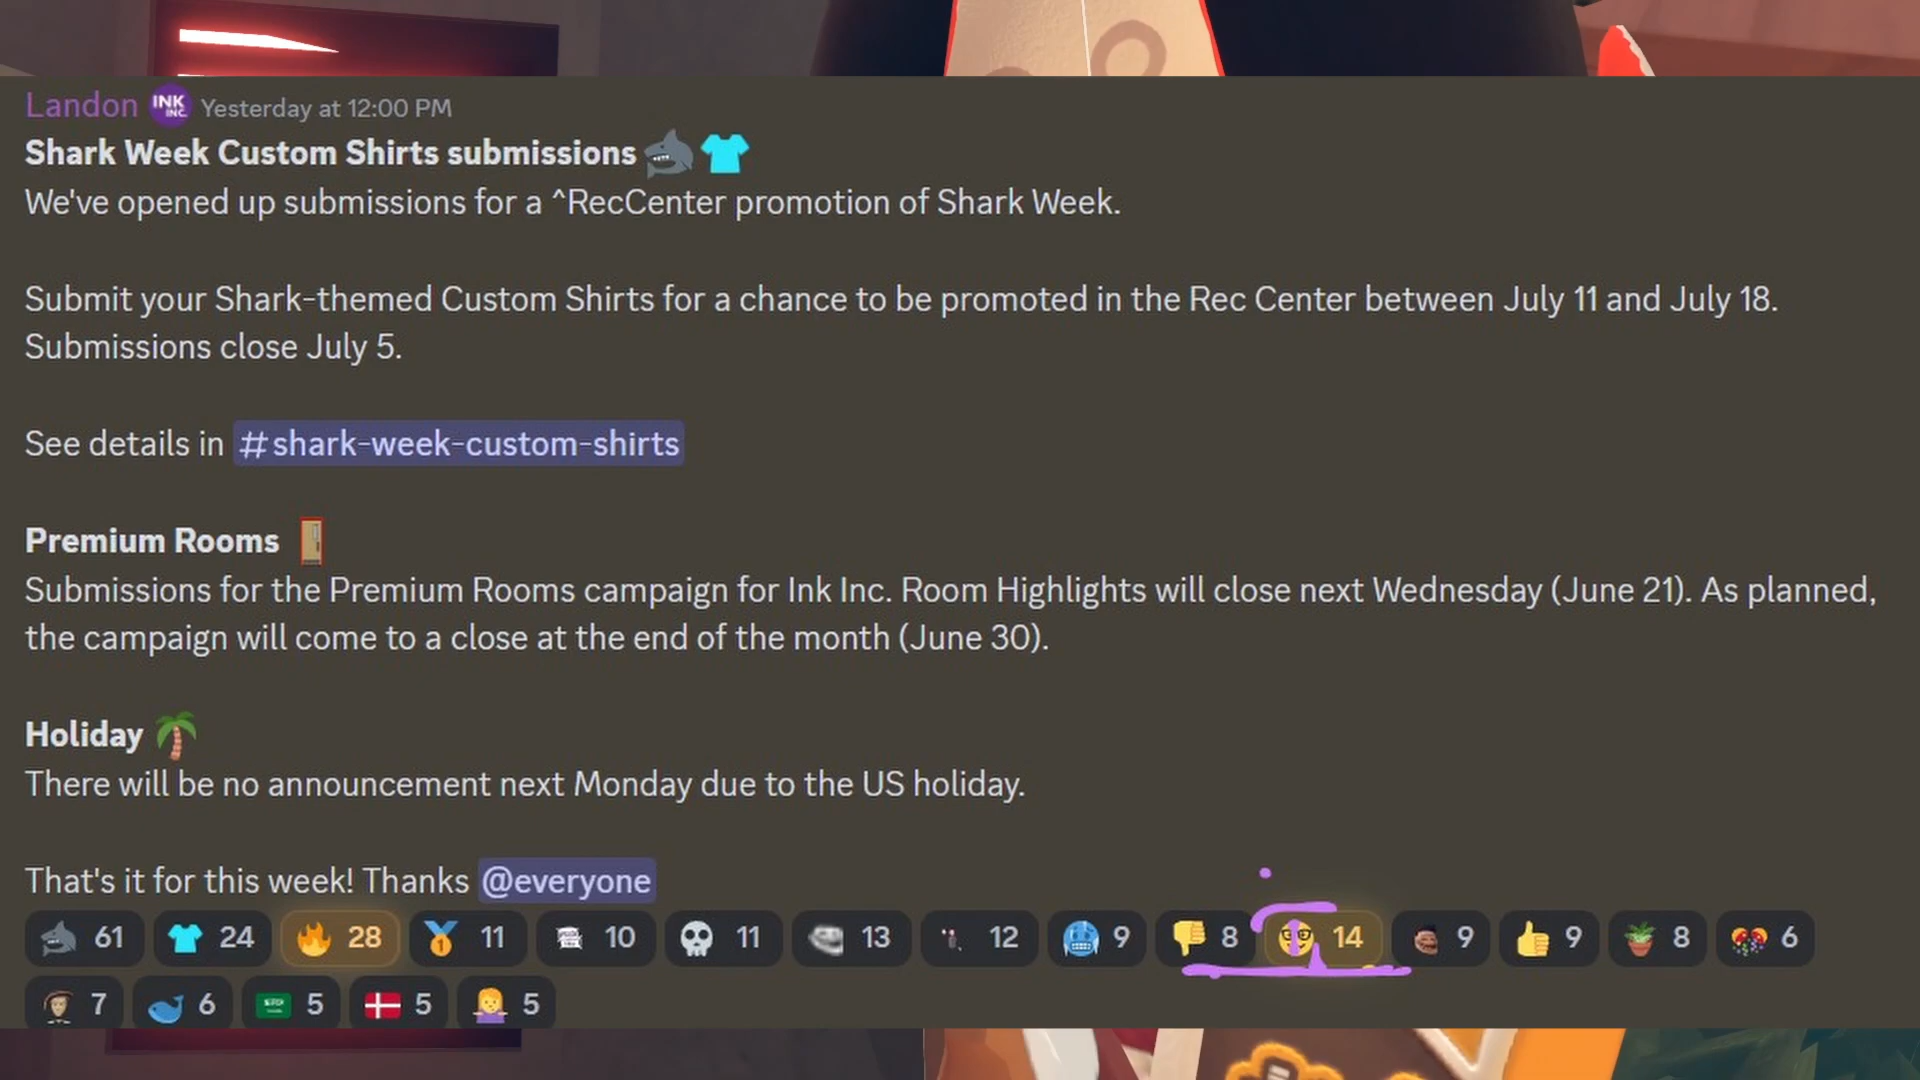 Landon INK INC. Yesterday at 12:00 PM
Shark Week Custom Shirts submissions
We've opened up submissions for a ^RecCenter promotion of Shark Week.
Submit your Shark-themed Custom Shirts for a chance to be promoted in the Rec Center between July 11 and July 18.
Submissions close July 5.
See details in #shark-week-custom-shirts
Premium Rooms
Submissions for the Premium Rooms campaign for Ink Inc. Room Highlights will close next Wednesday (June 21). As planned,
the campaign will come to a close at the end of the month (June 30).
Holiday
There will be no announcement next Monday due to the US holiday.
That's it for this week! Thanks @everyone
61 24 28 11 10 11 13 12 9 8 14 9 9 8 6
7 6 5 5 5